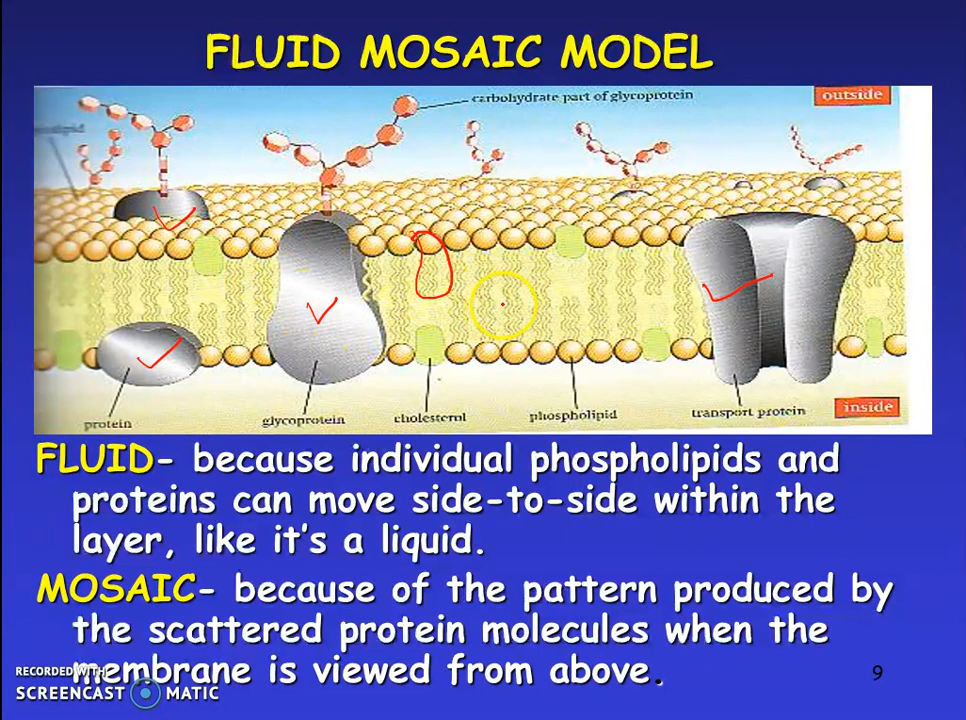 FLUID MOSAIC MODEL
carbohydrate part of glycoprotein
outside
protein
glycoprotein
cholesterol
phospholipid
transport protein
inside
FLUID- because individual phospholipids and
proteins can move side-to-side within the
layer, like it's a liquid.
MOSAIC- because of the pattern produced by
the scattered protein molecules when the
membrane is viewed from above.
9
RECORDED WITH
SCREENCAST MATIC